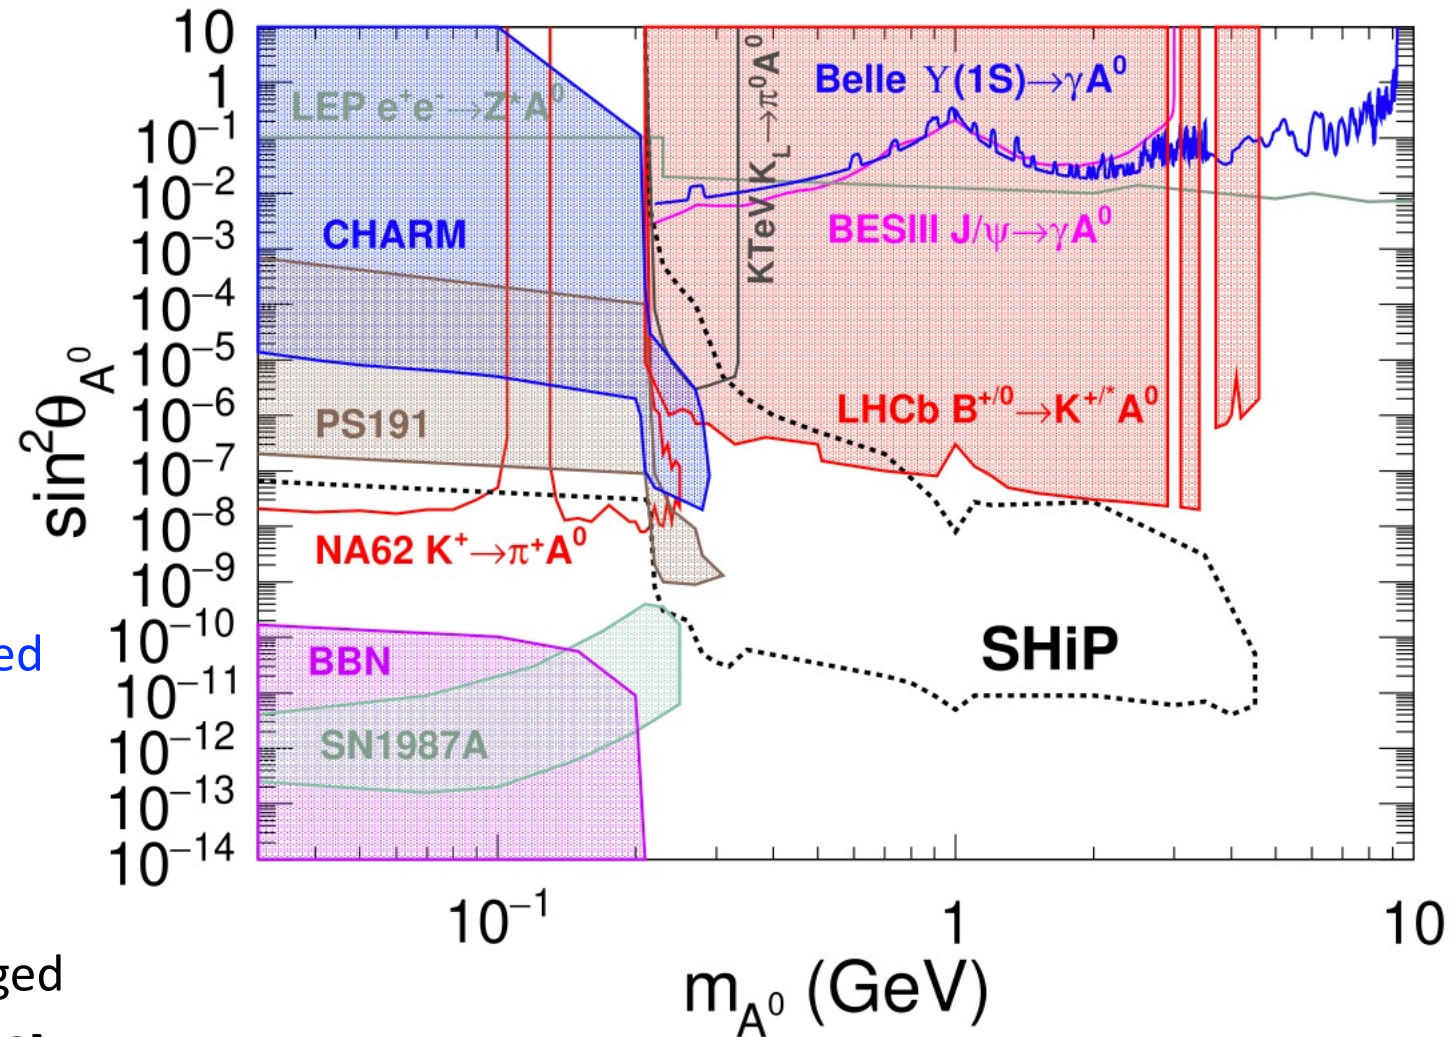 10
1
10⁻¹
10⁻²
10⁻³
10⁻⁴
10⁻⁵
10⁻⁶
10⁻⁷
10⁻⁸
10⁻⁹
10⁻¹⁰
10⁻¹¹
10⁻¹²
10⁻¹³
10⁻¹⁴
sin²θ_A⁰
LEP e⁺e⁻→Z*A⁰
CHARM
PS191
NA62 K⁺→π⁺A⁰
BBN
SN1987A
KTeV K_L→π⁰A⁰
Belle Υ(1S)→γA⁰
BESIII J/ψ→γA⁰
LHCb B⁺/⁰→K⁺/*A⁰
SHiP
10⁻¹
1
10
m_A⁰ (GeV)
ed
ged